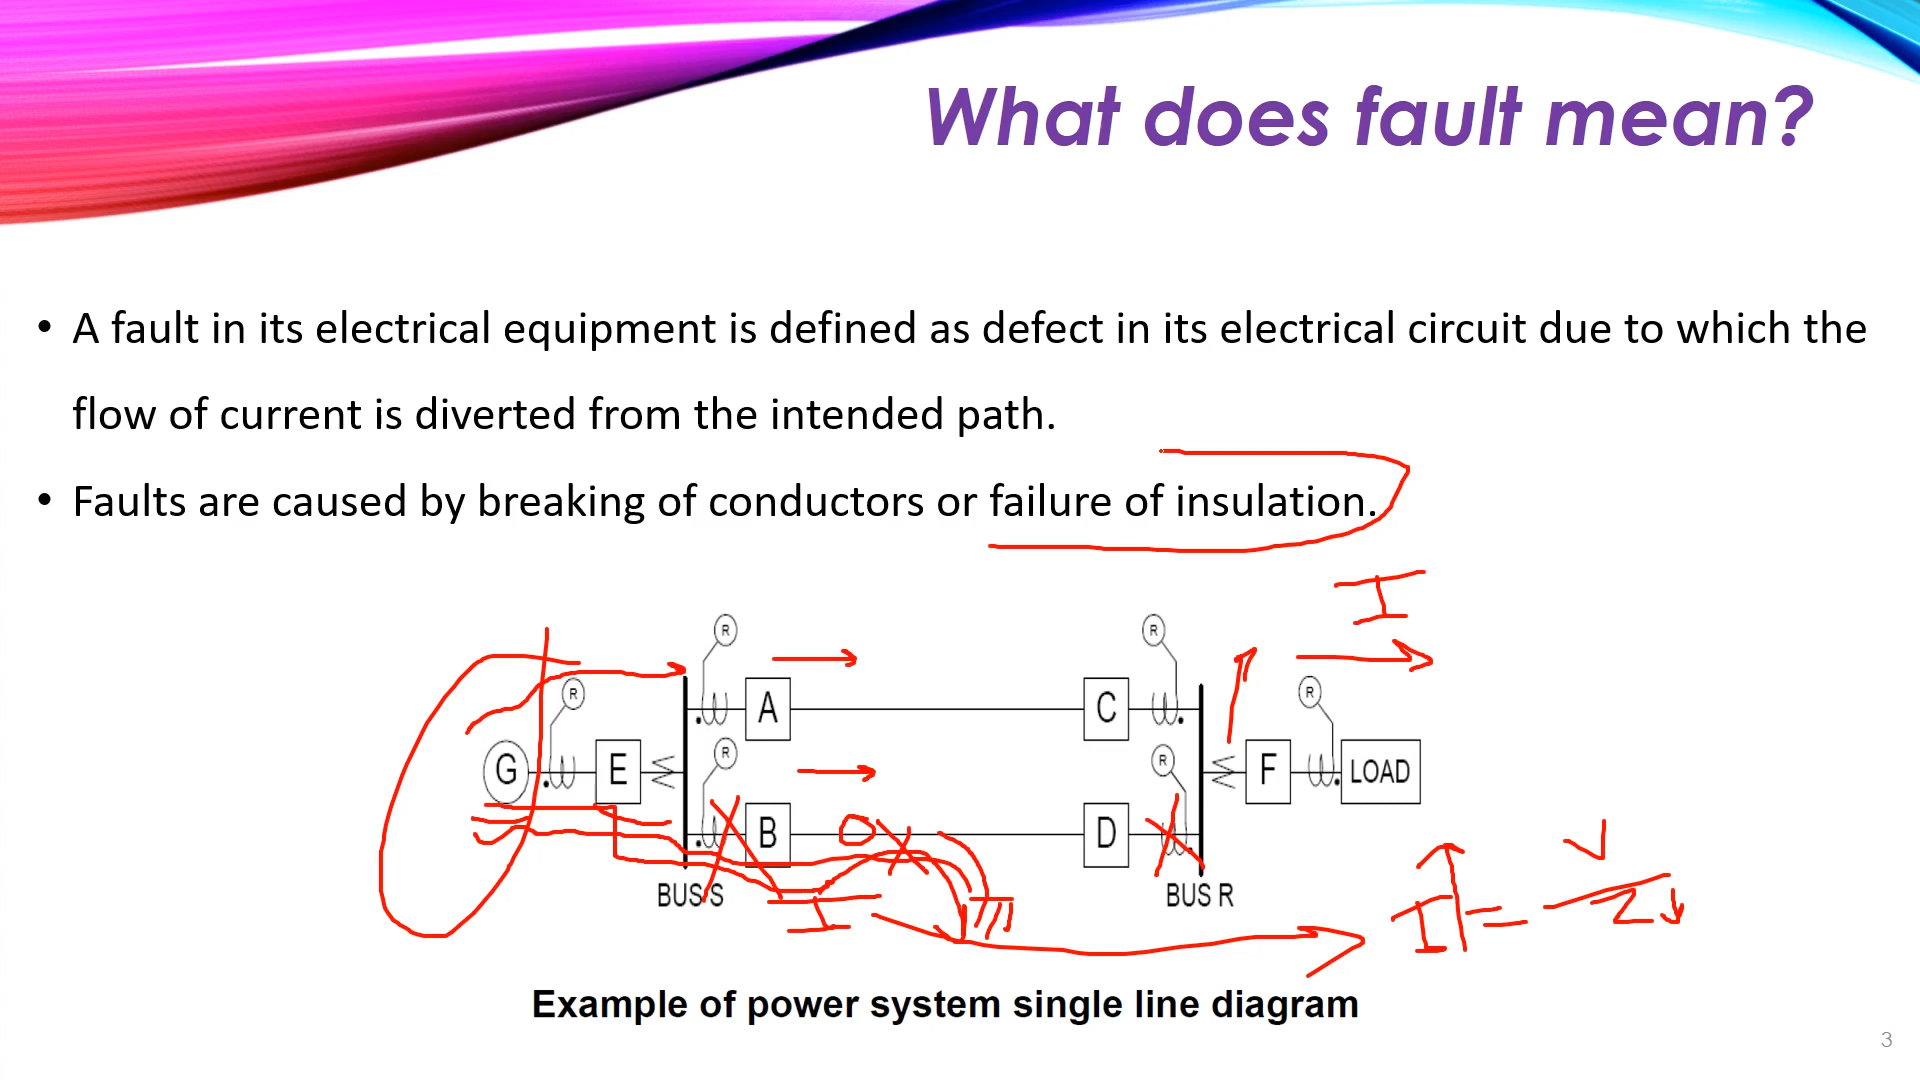 What does fault mean?
• A fault in its electrical equipment is defined as defect in its electrical circuit due to which the
flow of current is diverted from the intended path.
• Faults are caused by breaking of conductors or failure of insulation.
I
R
R
R
A
C
R
G
E
R
R
F
LOAD
B
D
BUS S
BUS R
I
I = V
Z
Example of power system single line diagram
3